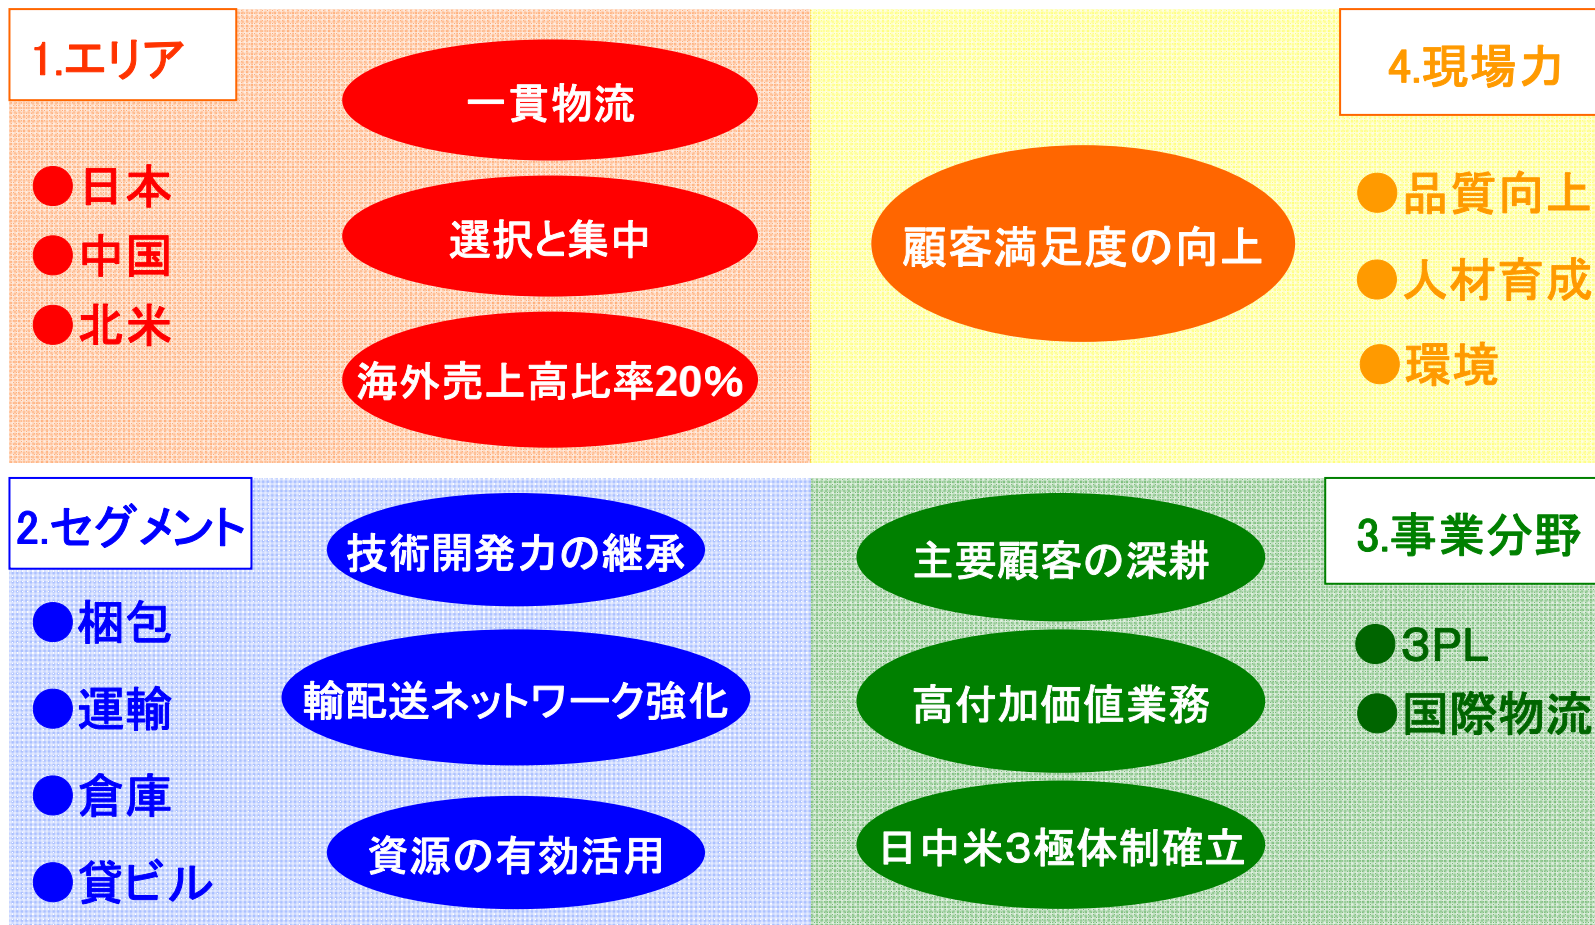 1.エリア
●日本
●中国
●北米
一貫物流
選択と集中
海外売上高比率20%
4.現場力
顧客満足度の向上
●品質向上
●人材育成
●環境
2.セグメント
●梱包
●運輸
●倉庫
●貸ビル
技術開発力の継承
輸配送ネットワーク強化
資源の有効活用
3.事業分野
主要顧客の深耕
高付加価値業務
日中米3極体制確立
●3PL
●国際物流